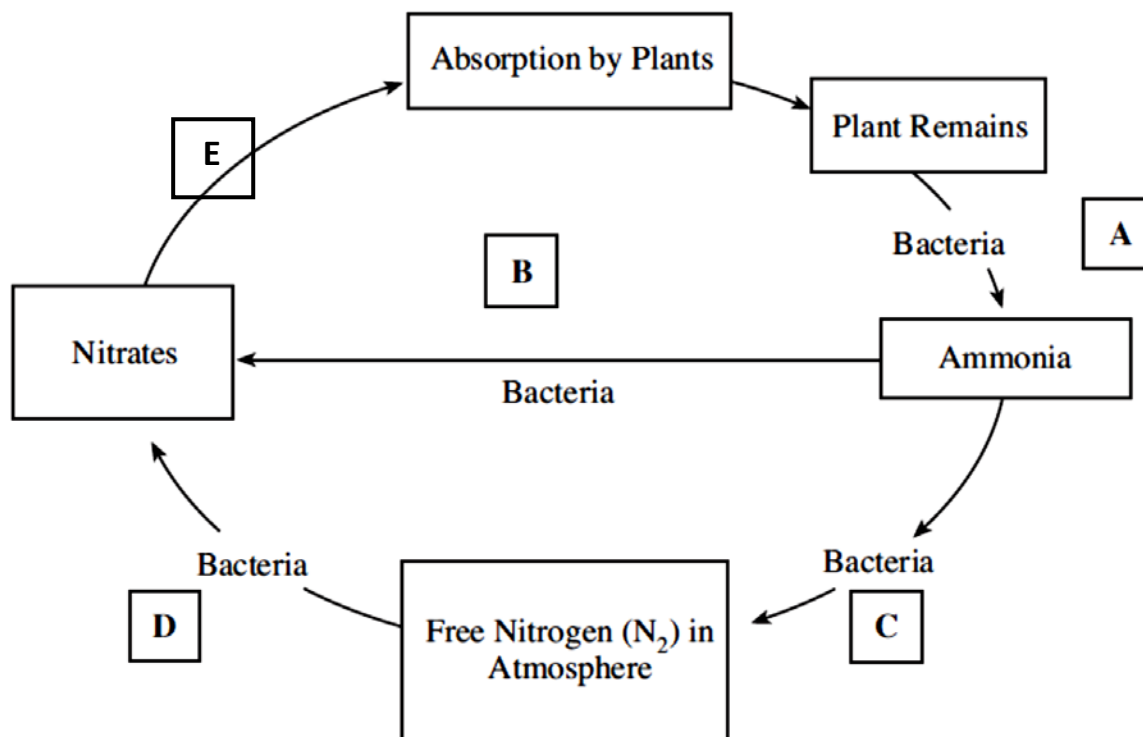 Absorption by Plants
Plant Remains
E
A
Bacteria
B
Nitrates
Ammonia
Bacteria
Bacteria
Bacteria
D
C
Free Nitrogen (N₂) in
Atmosphere